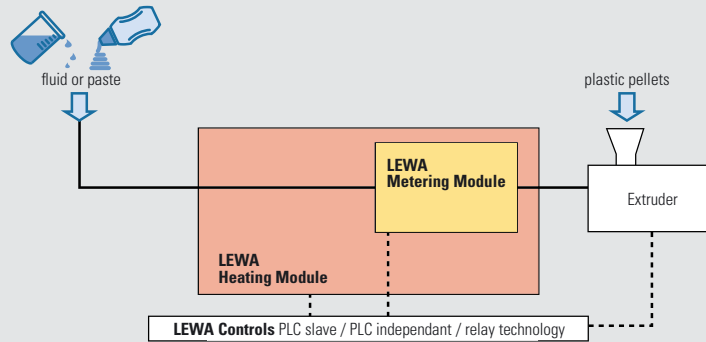 fluid or paste
plastic pellets
LEWA
Metering Module
Extruder
LEWA
Heating Module
LEWA Controls PLC slave / PLC independant / relay technology